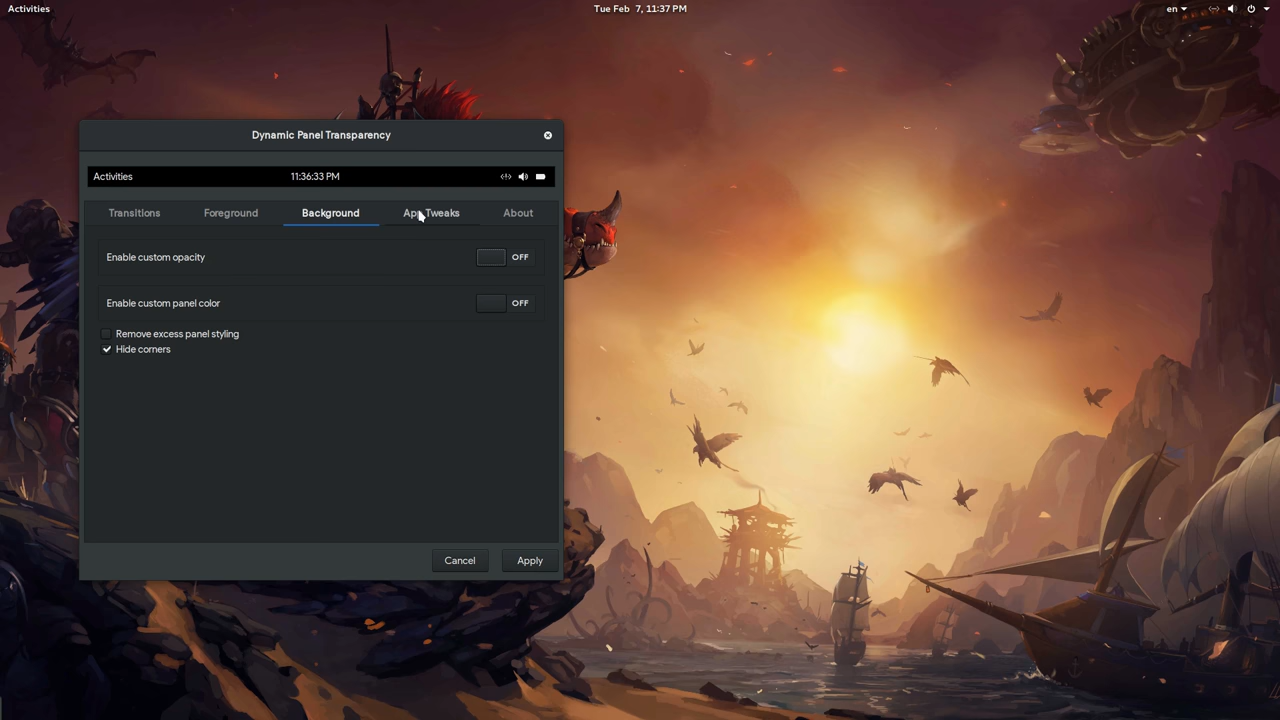 Activities Tue Feb 7, 11:37 PM en
Dynamic Panel Transparency
Activities 11:36:33 PM
Transitions Foreground Background App Tweaks About
Enable custom opacity OFF
Enable custom panel color OFF
Remove excess panel styling
Hide corners
Cancel Apply